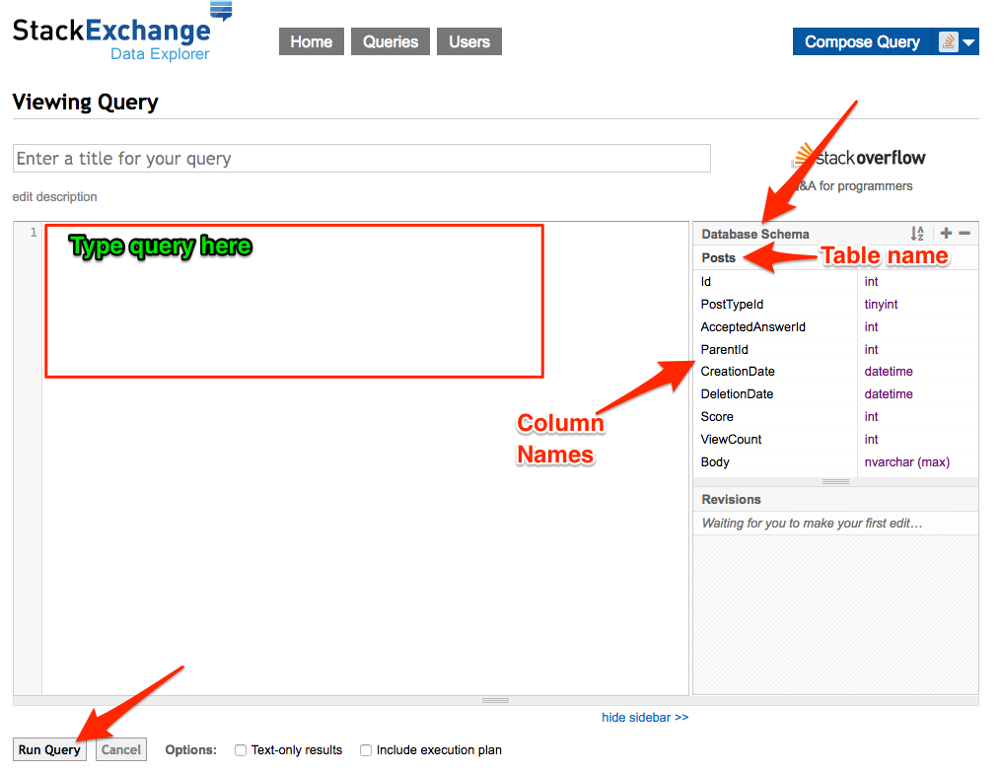 StackExchange
Data Explorer
Home Queries Users
Compose Query
Viewing Query
Enter a title for your query
stackoverflow
edit description
&A for programmers
1
Type query here
Database Schema
Posts
Table name
Id int
PostTypeId tinyint
AcceptedAnswerId int
ParentId int
CreationDate datetime
DeletionDate datetime
Score int
ViewCount int
Body nvarchar (max)
Column
Names
Revisions
Waiting for you to make your first edit…
hide sidebar >>
Run Query Cancel Options: Text-only results Include execution plan